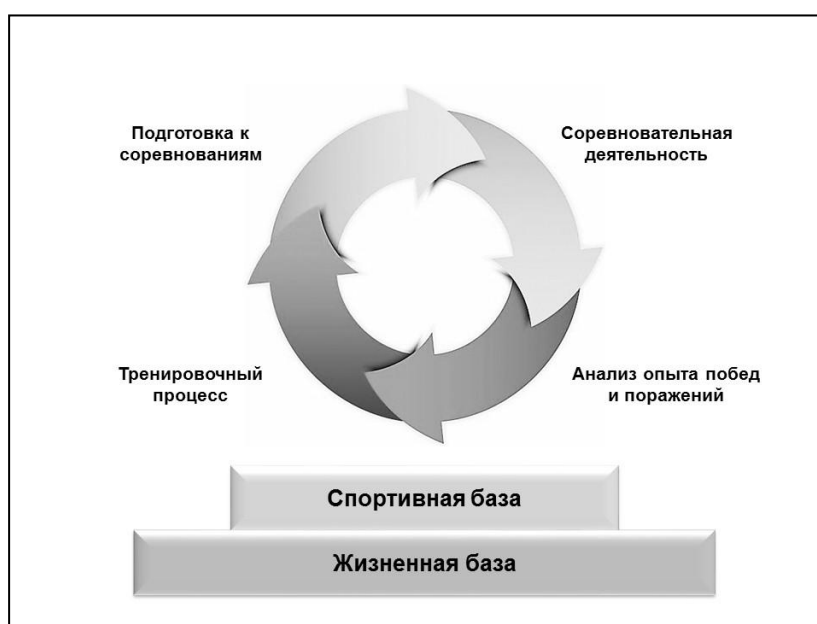 Подготовка к
соревнованиям
Соревновательная
деятельность
Тренировочный
процесс
Анализ опыта побед
и поражений
Спортивная база
Жизненная база